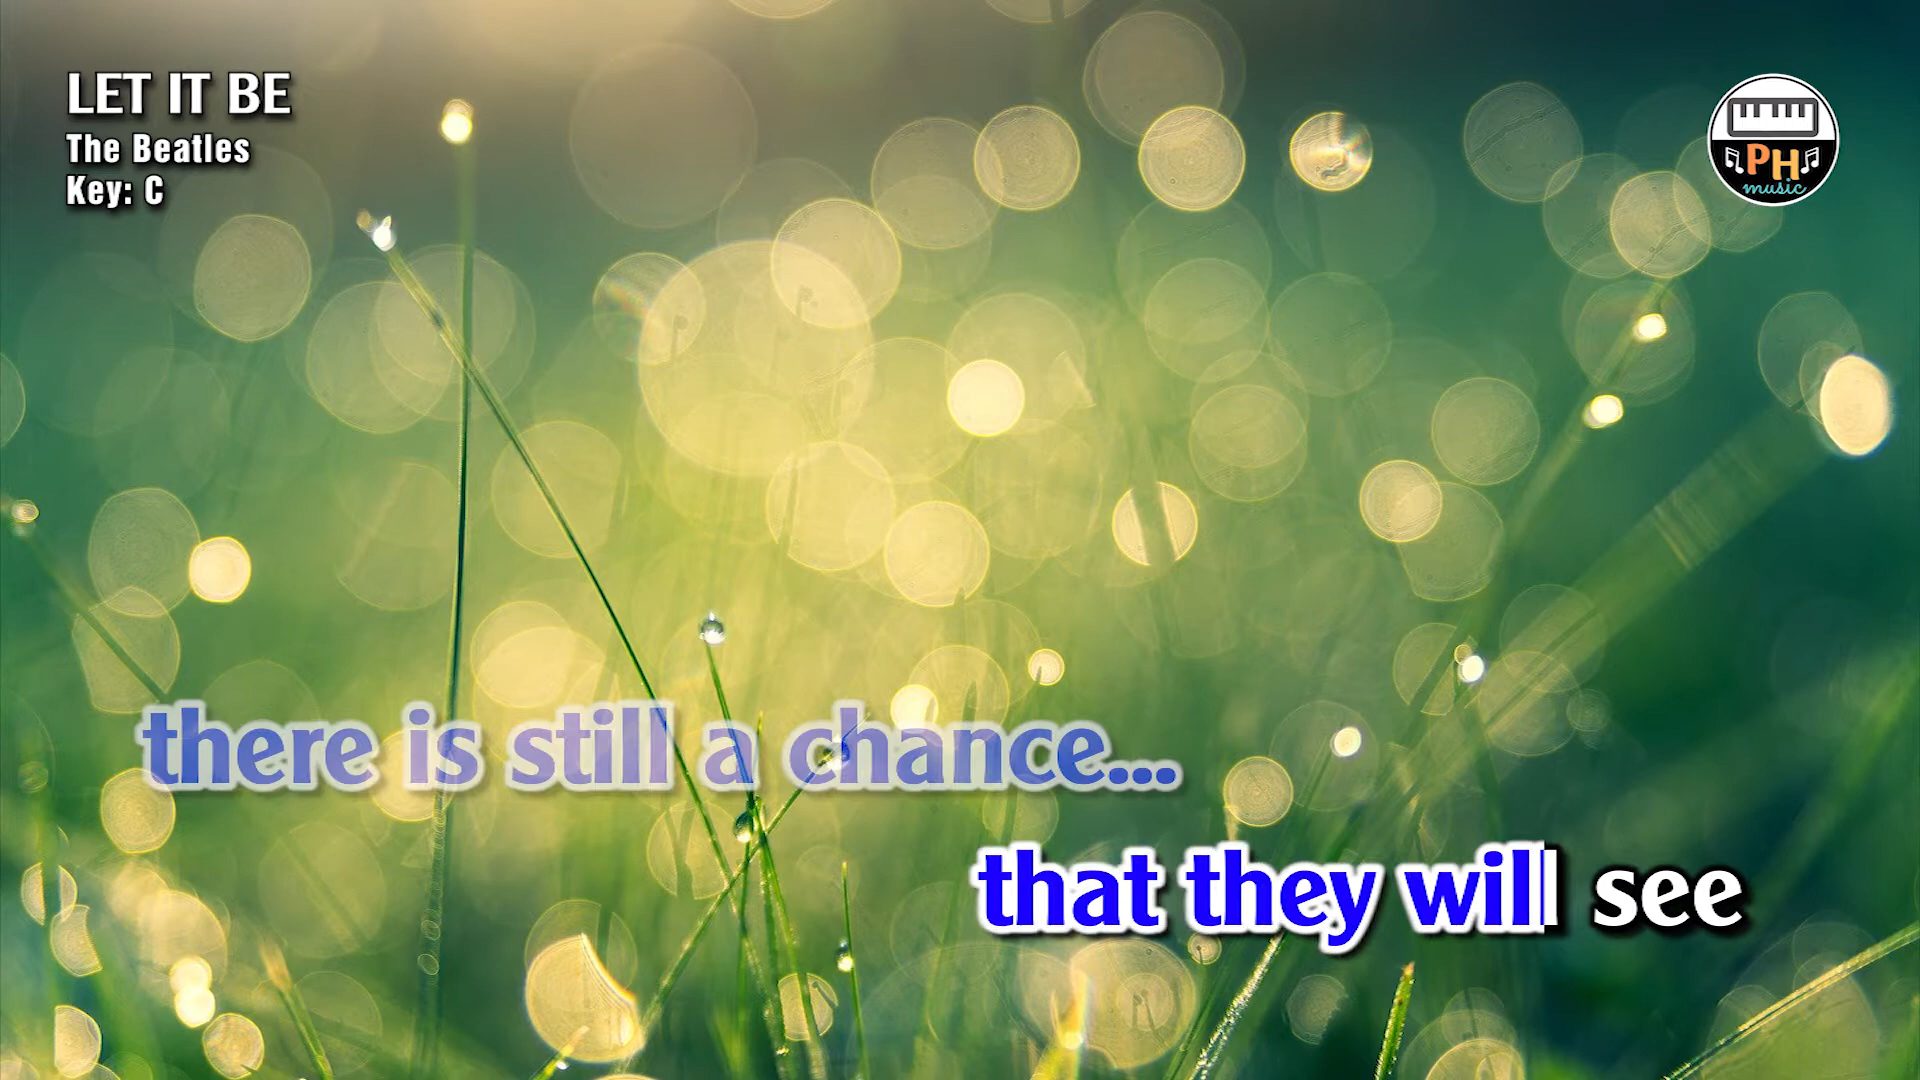 LET IT BE
The Beatles
Key: C
PH
music
there is still a chance...
that they will see